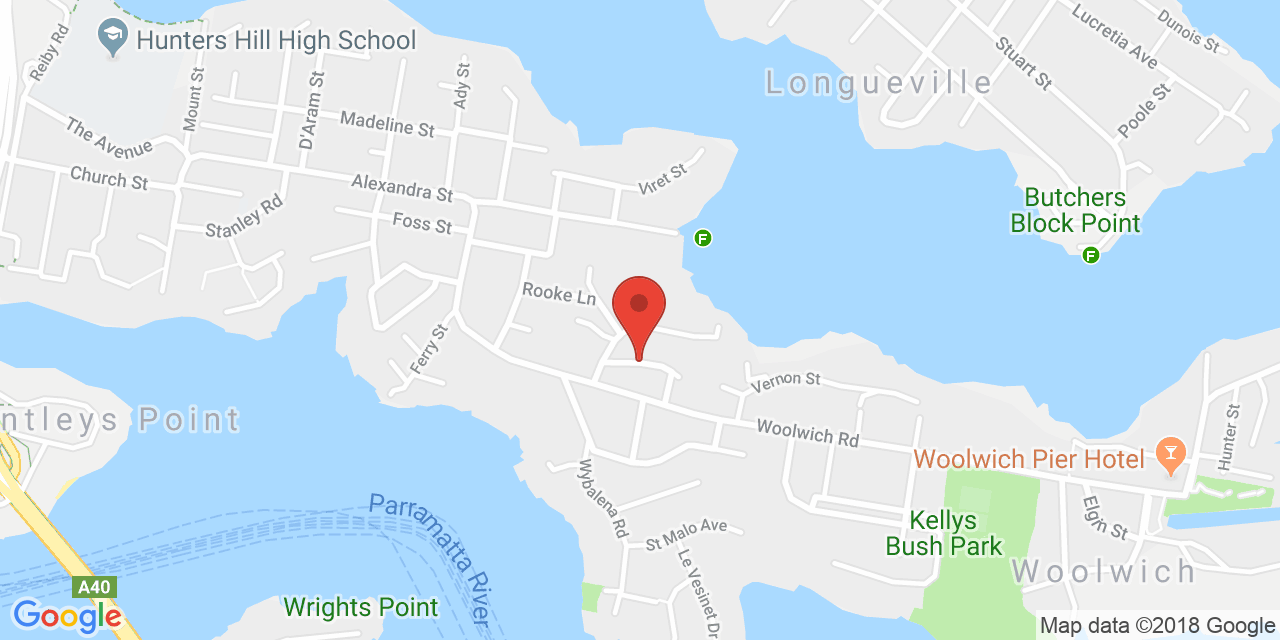 Hunters Hill High School
Reiby Rd
Mount St
D'Aram St
Ady St
Madeline St
The Avenue
Church St
Stanley Rd
Alexandra St
Foss St
Viret St
Longueville
Lucretia Ave
Dunois St
Stuart St
Poole St
Butchers
Block Point
Rooke Ln
Ferry St
Vernon St
Woolwich Rd
Hunter St
Woolwich Pier Hotel
ntleys Point
Wybalena Rd
St Malo Ave
Le Vesinet Dr
Elgin St
Kellys
Bush Park
Woolwich
Parramatta River
A40
Wrights Point
Google
Map data ©2018 Google
F
F